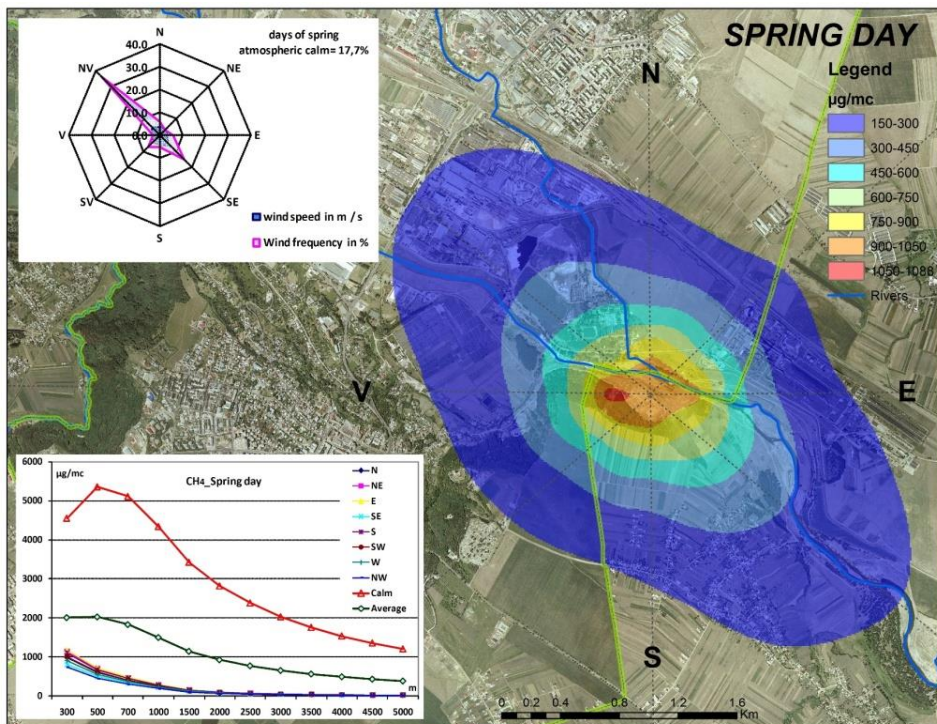 SPRING DAY
N
days of spring
atmospheric calm= 17,7%
40.0
30.0
20.0
10.0
0.0
NV
NE
V
E
SV
SE
S
wind speed in m / s
Wind frequency in %
Legend
µg/mc
150-300
300-450
450-600
600-750
750-900
900-1050
1050-1088
Rivers
N
V
E
S
6000
5000
4000
3000
2000
1000
0
µg/mc
CH4_Spring day
N
NE
E
SE
S
SW
W
NW
Calm
Average
m
300 500 700 1000 1500 2000 2500 3000 3500 4000 4500 5000
0 0.2 0.4 0.8 1.2 1.6
Km